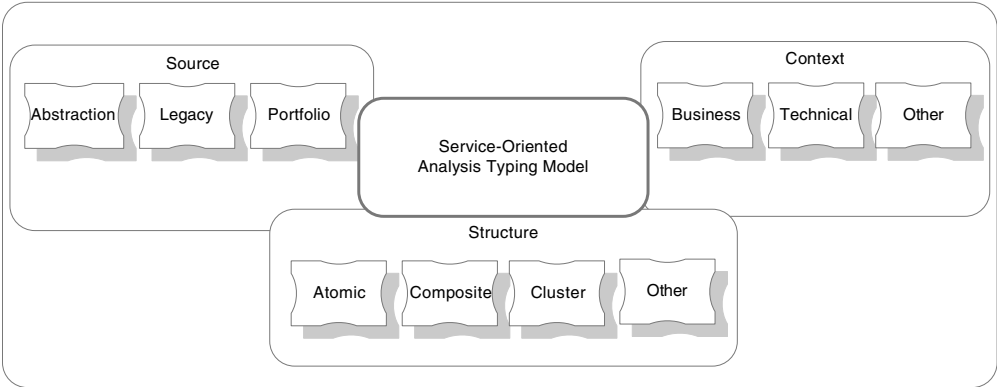 Source
Abstraction
Legacy
Portfolio
Context
Business
Technical
Other
Service-Oriented
Analysis Typing Model
Structure
Atomic
Composite
Cluster
Other